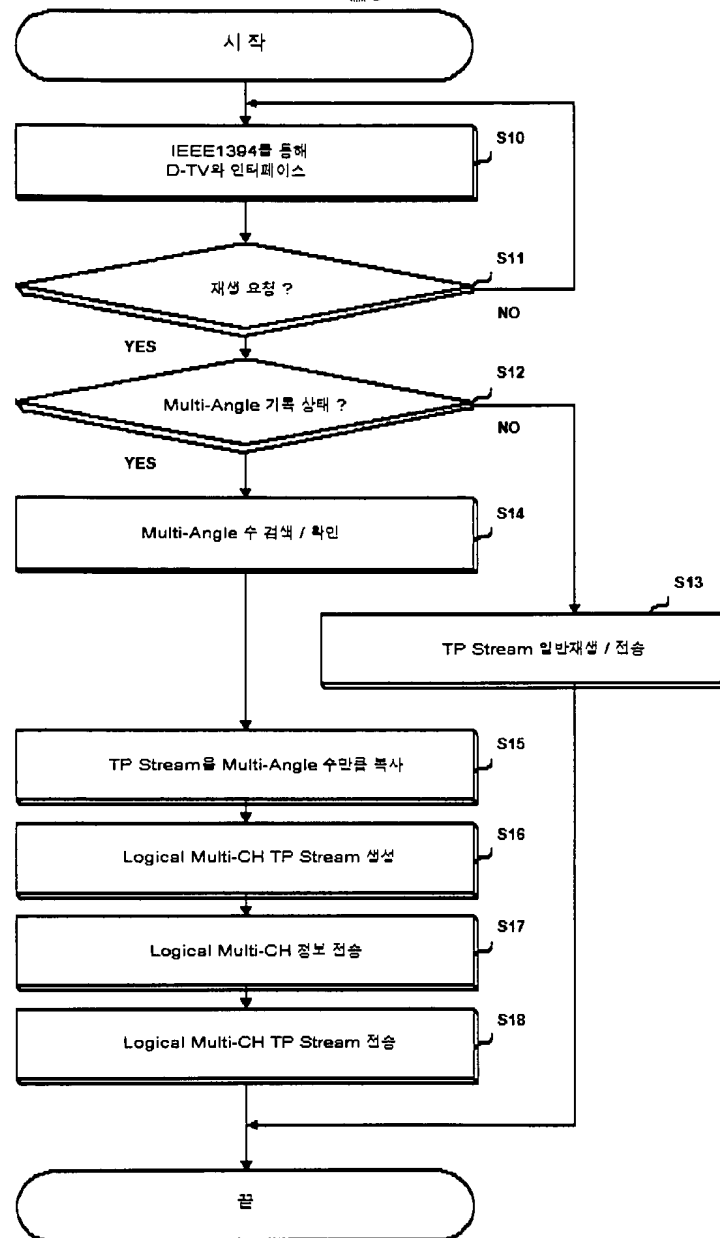 시 작
S10
IEEE1394를 통해
D-TV와 인터페이스
S11
재생 요청 ?
NO
YES
S12
Multi-Angle 기록 상태 ?
NO
YES
S14
Multi-Angle 수 검색 / 확인
S13
TP Stream 일반재생 / 전송
S15
TP Stream을 Multi-Angle 수만큼 복사
S16
Logical Multi-CH TP Stream 생성
S17
Logical Multi-CH 정보 전송
S18
Logical Multi-CH TP Stream 전송
끝